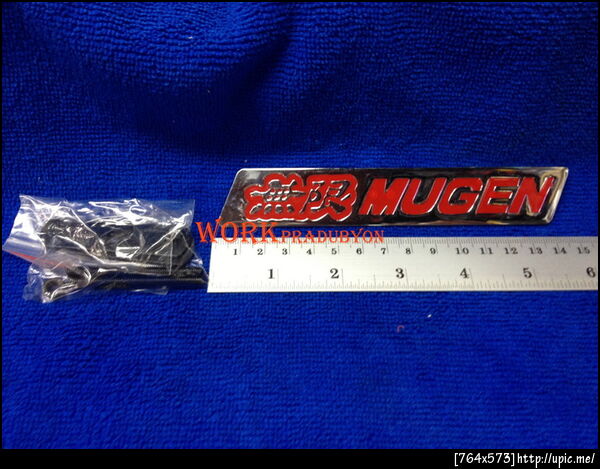 無限 MUGEN
WORK PRADUBYON
1 2 3 4 5 6 7 8 9 10 11 12 13 14 15
1 2 3 4 5 6
[764x573]http://upic.me/